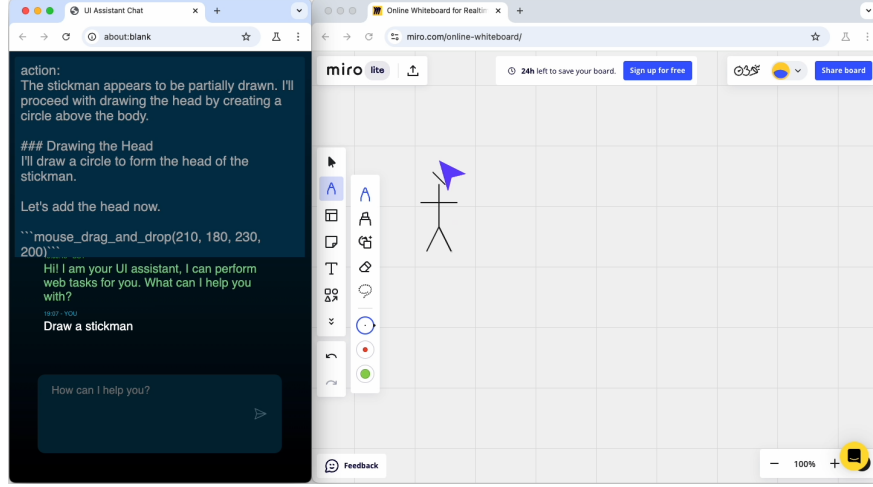 UI Assistant Chat
about:blank
action:
The stickman appears to be partially drawn. I'll
proceed with drawing the head by creating a
circle above the body.
### Drawing the Head
I'll draw a circle to form the head of the
stickman.
Let's add the head now.
```mouse_drag_and_drop(210, 180, 230,
200)```
Hi! I am your UI assistant, I can perform
web tasks for you. What can I help you
with?
19:07 - YOU
Draw a stickman
How can I help you?
Online Whiteboard for Realtin
miro.com/online-whiteboard/
miro lite
24h left to save your board.
Sign up for free
Share board
Feedback
100%